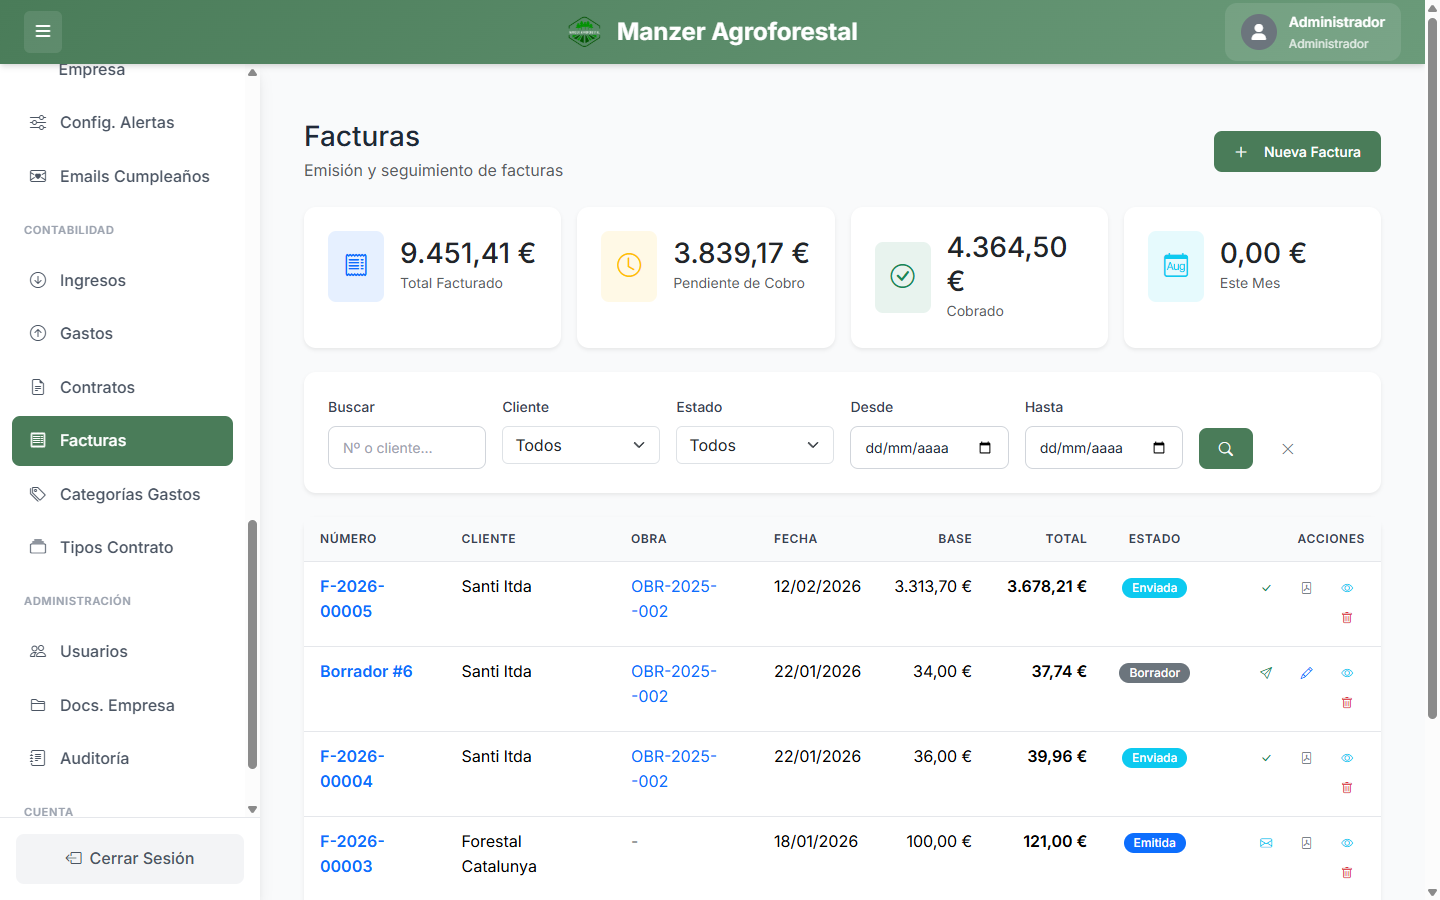 Manzer Agroforestal
Administrador
Administrador
Empresa
Config. Alertas
Emails Cumpleaños
CONTABILIDAD
Ingresos
Gastos
Contratos
Facturas
Categorías Gastos
Tipos Contrato
ADMINISTRACIÓN
Usuarios
Docs. Empresa
Auditoría
CUENTA
Cerrar Sesión
Facturas
Emisión y seguimiento de facturas
+ Nueva Factura
9.451,41 €
Total Facturado
3.839,17 €
Pendiente de Cobro
4.364,50
€
Cobrado
Aug
0,00 €
Este Mes
Buscar
Cliente
Estado
Desde
Hasta
Nº o cliente...
Todos
Todos
dd/mm/aaaa
dd/mm/aaaa
NÚMERO CLIENTE OBRA FECHA BASE TOTAL ESTADO ACCIONES
F-2026- Santi ltda OBR-2025- 12/02/2026 3.313,70 € 3.678,21 € Enviada
00005 -002
Borrador #6 Santi ltda OBR-2025- 22/01/2026 34,00 € 37,74 € Borrador
-002
F-2026- Santi ltda OBR-2025- 22/01/2026 36,00 € 39,96 € Enviada
00004 -002
F-2026- Forestal - 18/01/2026 100,00 € 121,00 € Emitida
00003 Catalunya